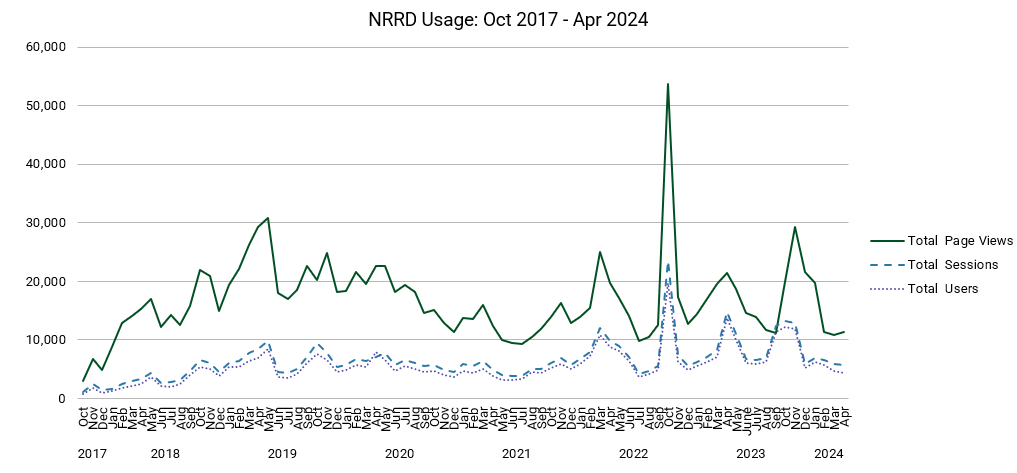 NRRD Usage: Oct 2017 - Apr 2024
60,000
50,000
40,000
30,000
20,000
10,000
0
Total Page Views
Total Sessions
Total Users
Oct Nov Dec Jan Feb Mar Apr May Jun Jul Aug Sep Oct Nov Dec Jan Feb Mar Apr May Jun Jul Aug Sep Oct Nov Dec Jan Feb Mar Apr May Jun Jul Aug Sep Oct Nov Dec Jan Feb Mar Apr May Jun Jul Aug Sep Oct Nov Dec Jan Feb Mar Apr May Jun Jul Aug Sep Oct Nov Dec Jan Feb Mar Apr May June July Aug Sep Oct Nov Dec Jan Feb Mar Apr
2017 2018 2019 2020 2021 2022 2023 2024